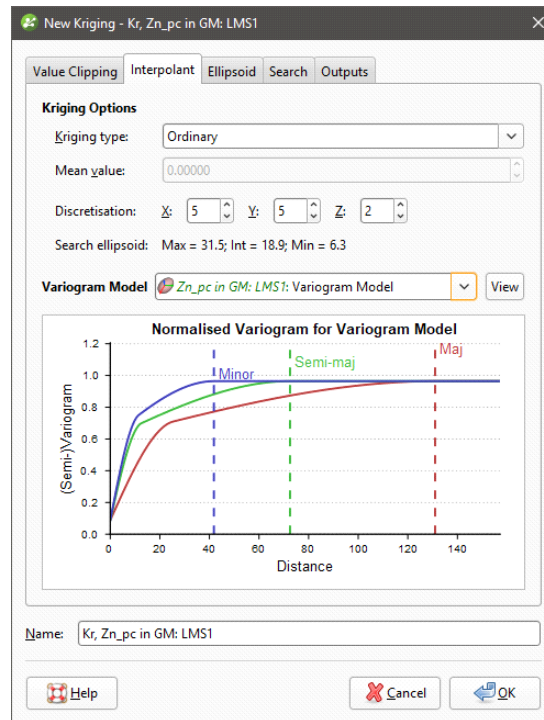 New Kriging - Kr, Zn_pc in GM: LMS1
Value Clipping Interpolant Ellipsoid Search Outputs
Kriging Options
Kriging type: Ordinary
Mean value: 0.00000
Discretisation: X: 5 Y: 5 Z: 2
Search ellipsoid: Max = 31.5; Int = 18.9; Min = 6.3
Variogram Model Zn_pc in GM: LMS1: Variogram Model View
Normalised Variogram for Variogram Model
(Semi-)Variogram
1.2
1.0
0.8
0.6
0.4
0.2
0.0
Minor
Semi-maj
Maj
0 20 40 60 80 100 120 140
Distance
Name: Kr, Zn_pc in GM: LMS1
Help Cancel OK